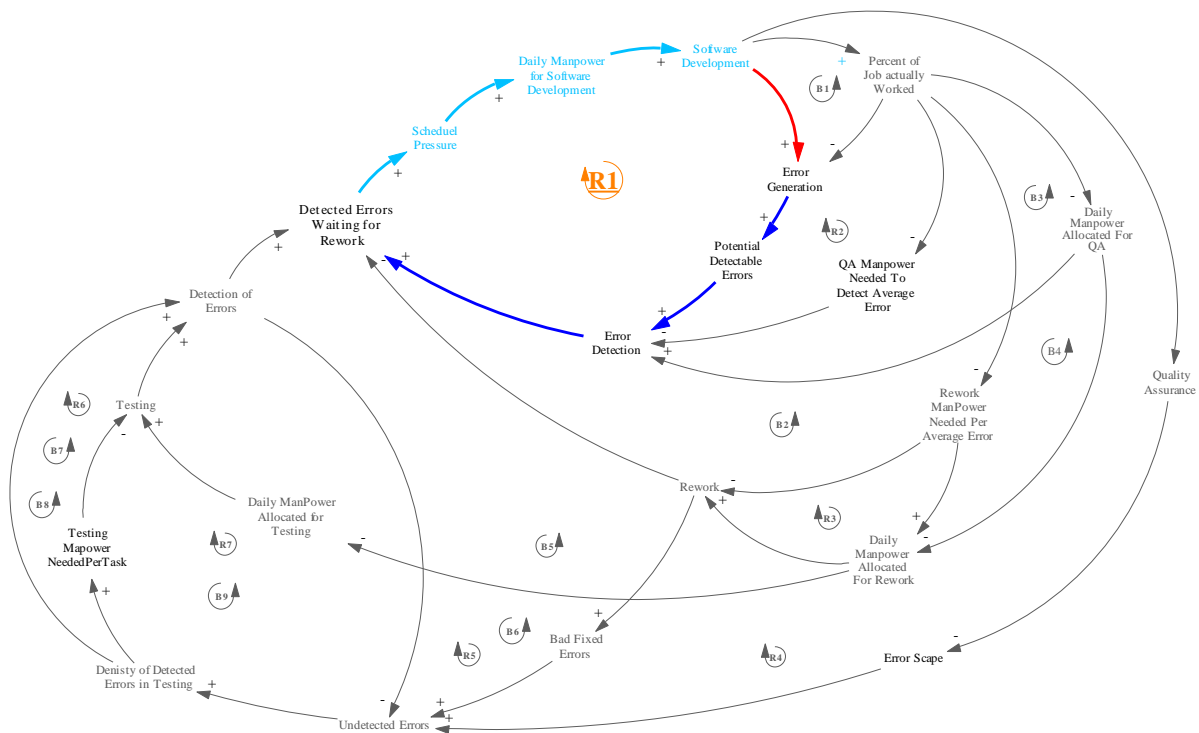 Software
Development
+
+
Daily Manpower
for Software
Development
+
Percent of
Job actually
Worked
B1
Scheduel
Pressure
+
+
-
Error
Generation
R1
B3
-
Detected Errors
Waiting for
Rework
+
+
R2
-
Daily
Manpower
Allocated For
QA
Potential
Detectable
Errors
QA Manpower
Needed To
Detect Average
Error
-
+
Detection of
Errors
+
+
+
-
+
Error
Detection
B4
-
Quality
Assurance
R6
Testing
+
-
Rework
ManPower
Needed Per
Average Error
B2
B7
B8
Rework
-
+
Daily ManPower
Allocated for
Testing
R3
+
-
Testing
Mapower
NeededPerTask
R7
-
B5
Daily
Manpower
Allocated
For Rework
+
B9
+
B6
Bad Fixed
Errors
-
R5
R4
Error Scape
Denisty of Detected
Errors in Testing
+
-
+
+
Undetected Errors